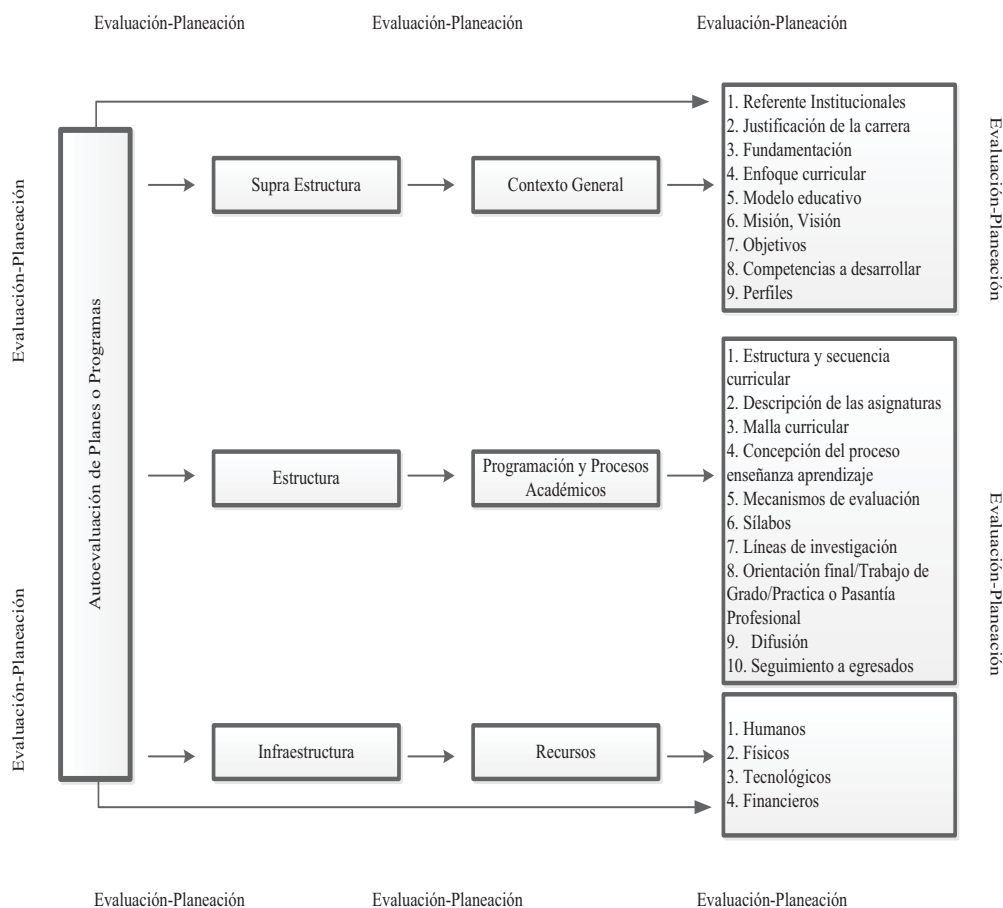 Evaluación-Planeación
Evaluación-Planeación
Evaluación-Planeación
Evaluación-Planeación
Evaluación-Planeación
Autoevaluación de Planes o Programas
Supra Estructura
Contexto General
1. Referente Institucionales
2. Justificación de la carrera
3. Fundamentación
4. Enfoque curricular
5. Modelo educativo
6. Misión, Visión
7. Objetivos
8. Competencias a desarrollar
9. Perfiles
Estructura
Programación y Procesos
Académicos
1. Estructura y secuencia
curricular
2. Descripción de las asignaturas
3. Malla curricular
4. Concepción del proceso
enseñanza aprendizaje
5. Mecanismos de evaluación
6. Sílabos
7. Líneas de investigación
8. Orientación final/Trabajo de
Grado/Practica o Pasantía
Profesional
9. Difusión
10. Seguimiento a egresados
Infraestructura
Recursos
1. Humanos
2. Físicos
3. Tecnológicos
4. Financieros
Evaluación-Planeación
Evaluación-Planeación
Evaluación-Planeación
Evaluación-Planeación
Evaluación-Planeación